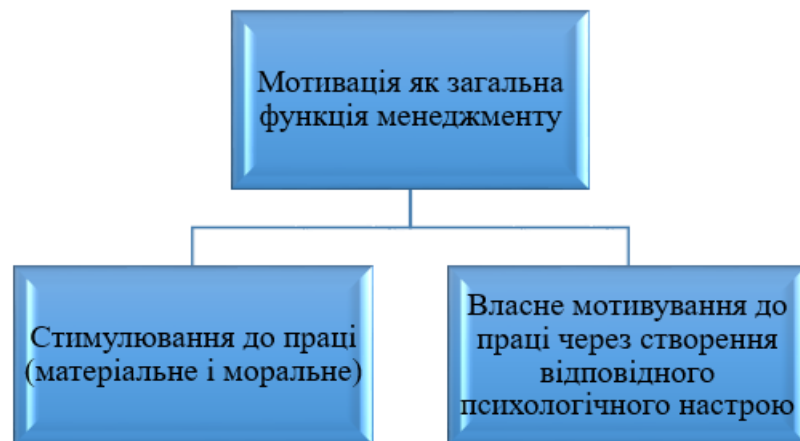 Мотивація як загальна
функція менеджменту
Стимулювання до праці
(матеріальне і моральне)
Власне мотивування до
праці через створення
відповідного
психологічного настрою